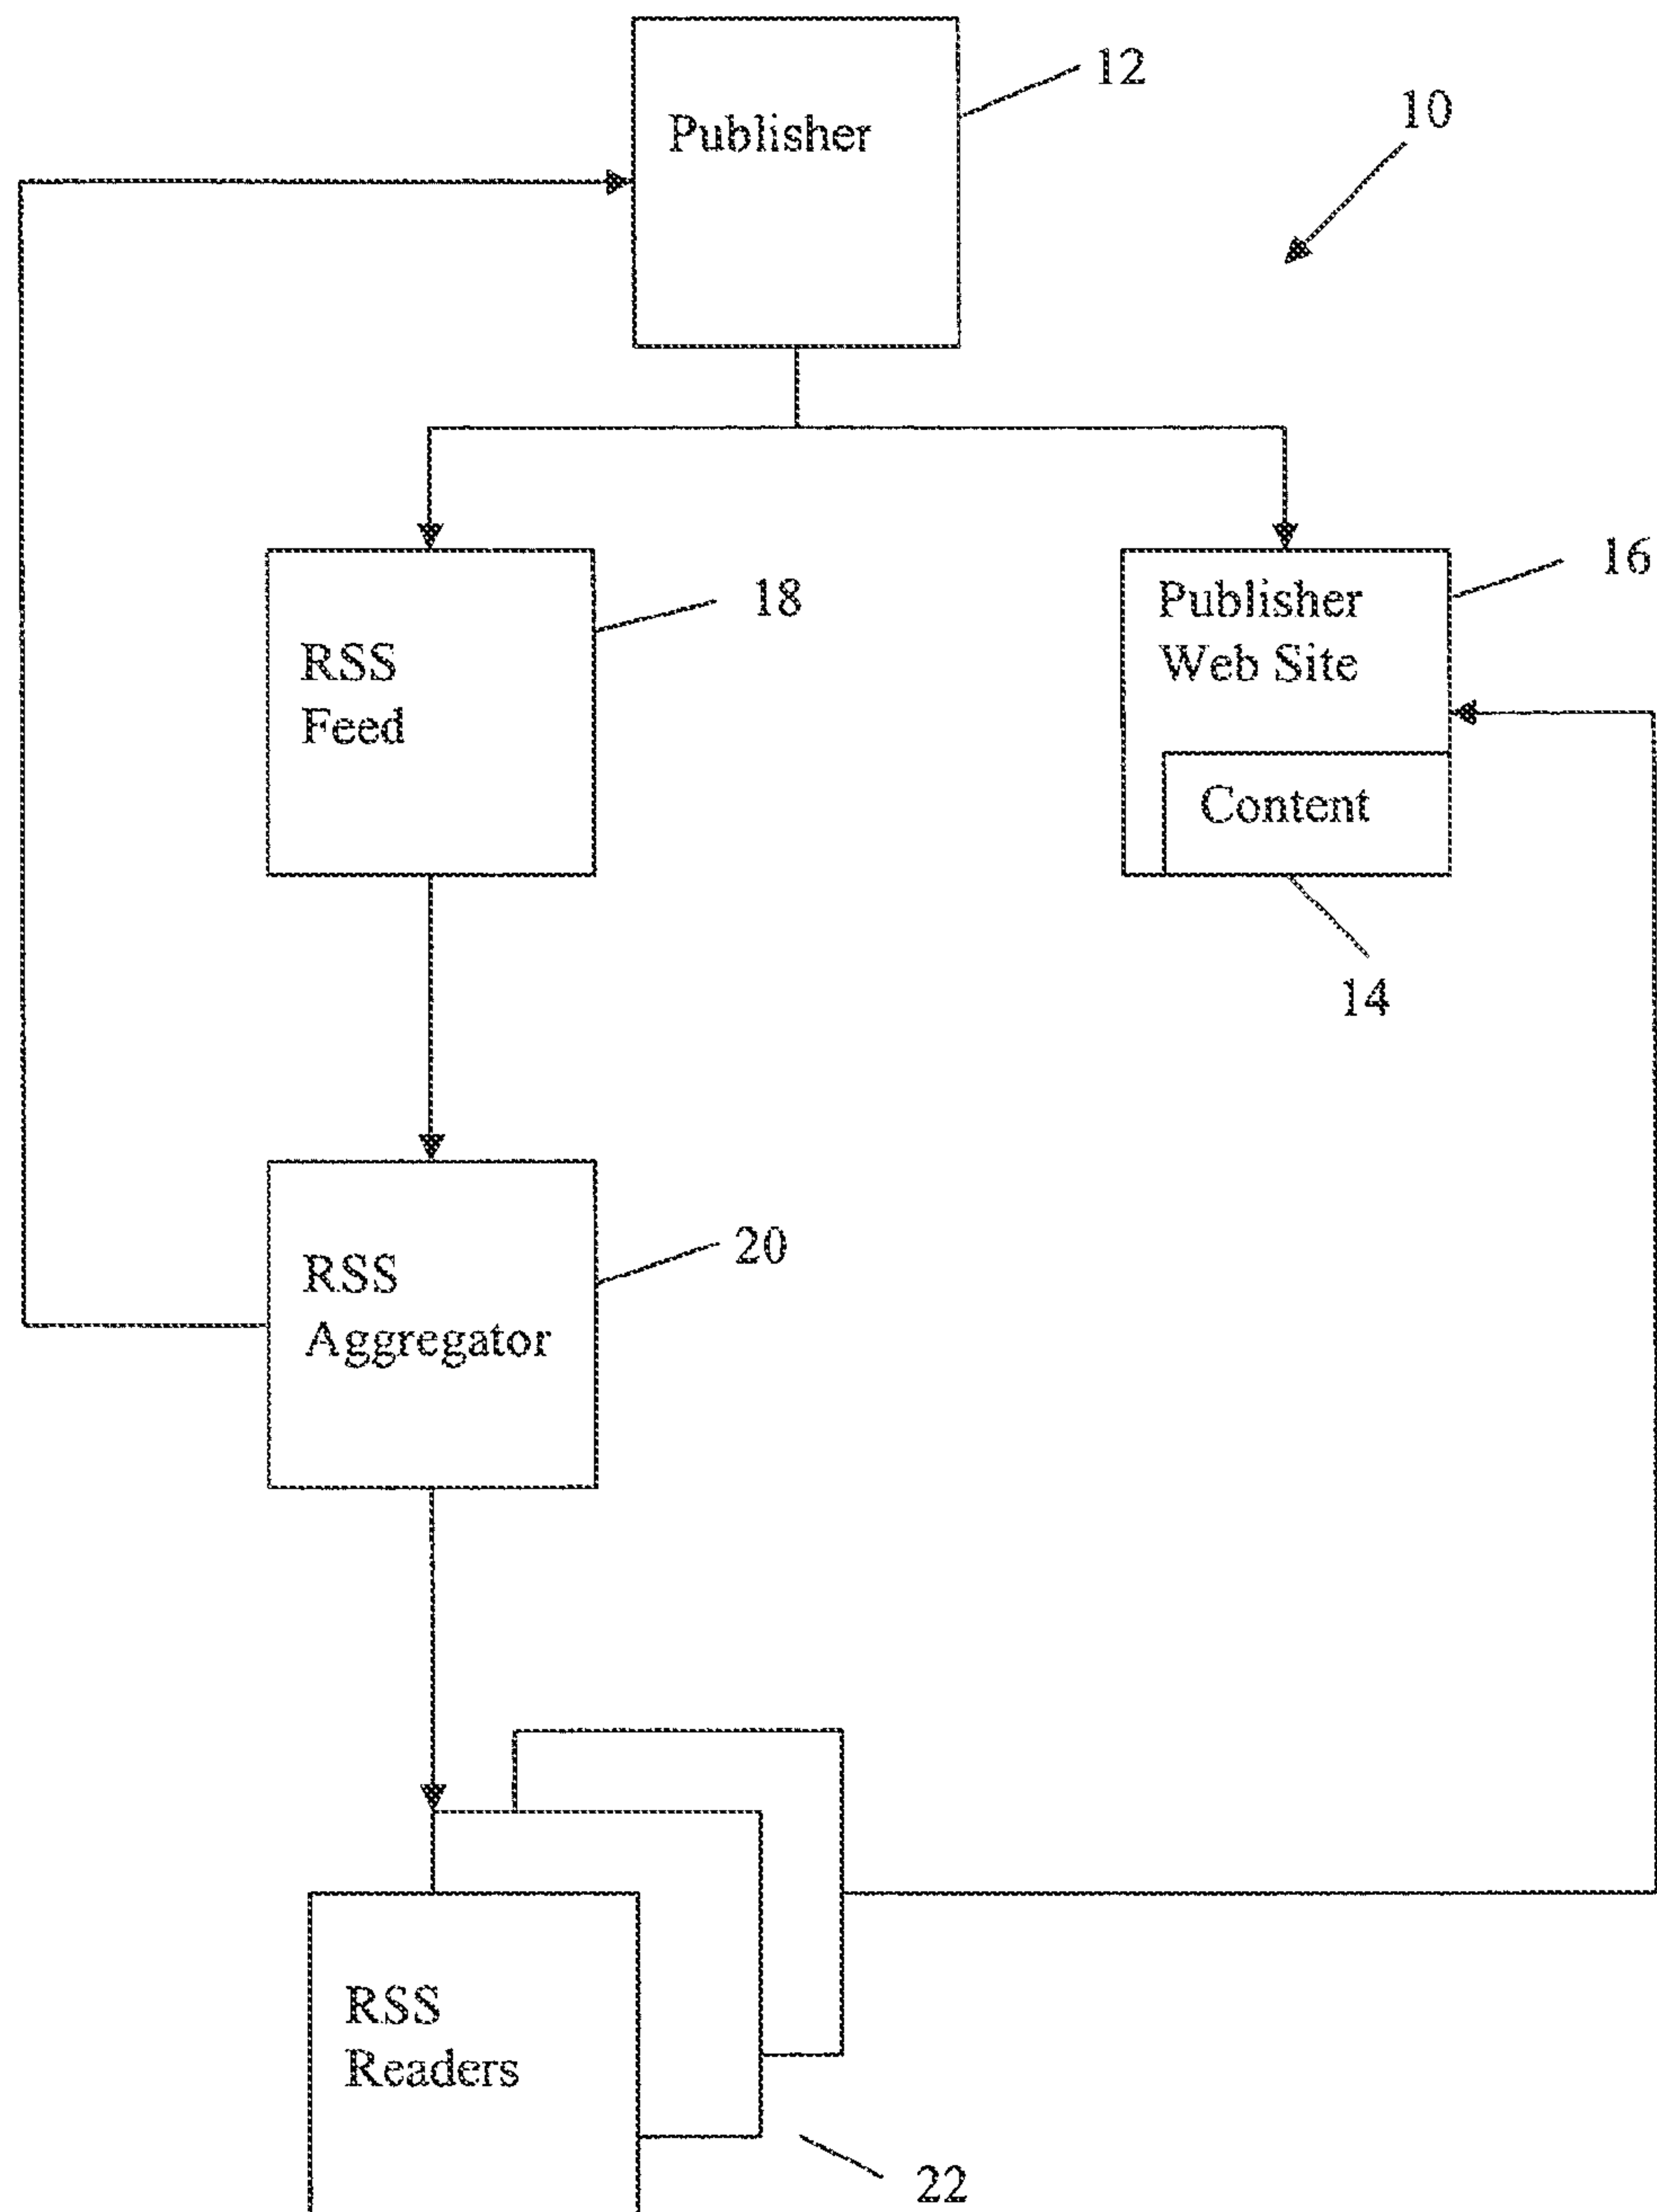 12
Publisher
10
16
Publisher
Web Site
18
RSS
Feed
Content
14
20
RSS
Aggregator
RSS
Readers
22